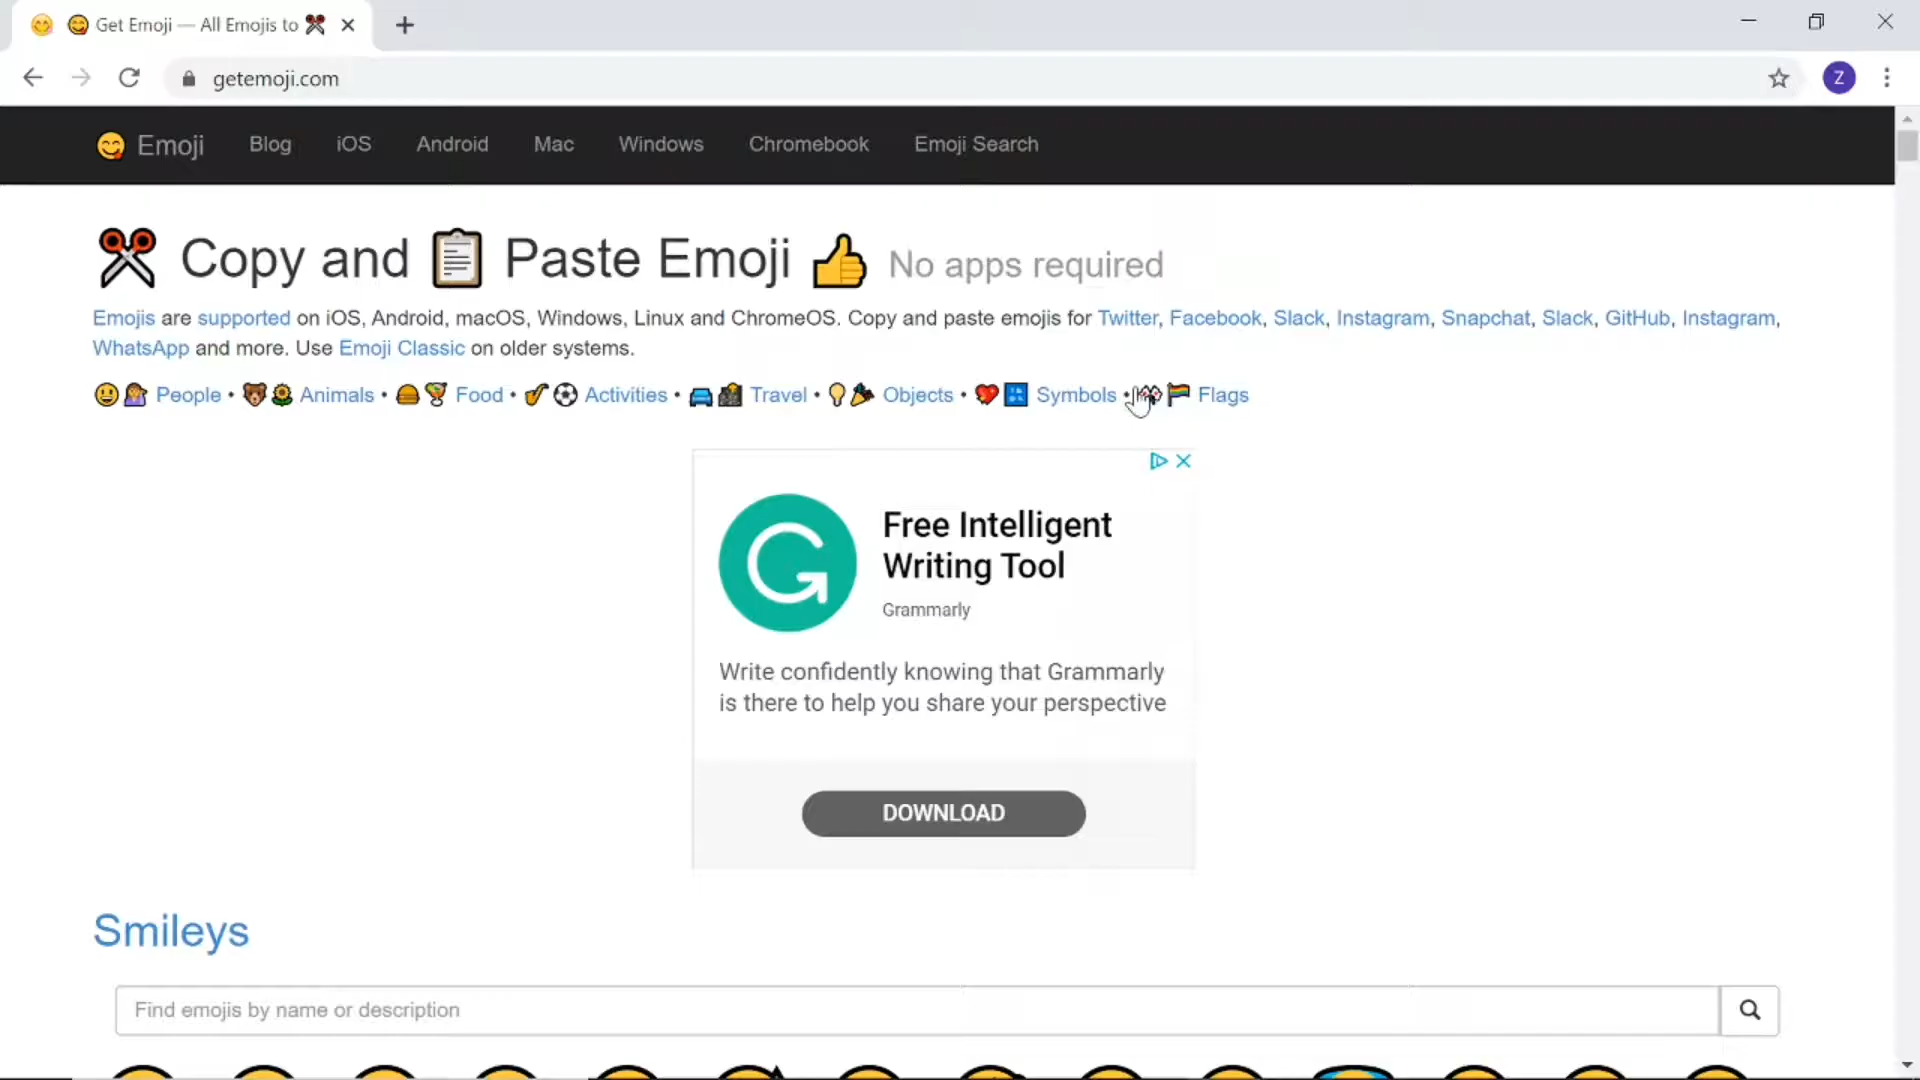 Get Emoji — All Emojis to
getemoji.com
Z
Emoji Blog iOS Android Mac Windows Chromebook Emoji Search
Copy and Paste Emoji No apps required
Emojis are supported on iOS, Android, macOS, Windows, Linux and ChromeOS. Copy and paste emojis for Twitter, Facebook, Slack, Instagram, Snapchat, Slack, GitHub, Instagram,
WhatsApp and more. Use Emoji Classic on older systems.
People • Animals • Food • Activities • Travel • Objects • Symbols • Flags
Free Intelligent
Writing Tool
Grammarly
Write confidently knowing that Grammarly
is there to help you share your perspective
DOWNLOAD
Smileys
Find emojis by name or description